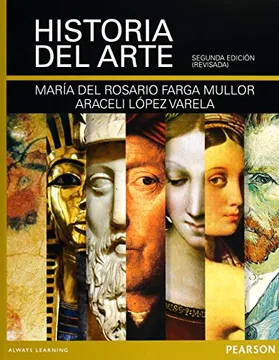 HISTORIA
DEL ARTE
SEGUNDA EDICIÓN
(REVISADA)
MARÍA DEL ROSARIO FARGA MULLOR
ARACELI LÓPEZ VARELA
ALWAYS LEARNING
PEARSON